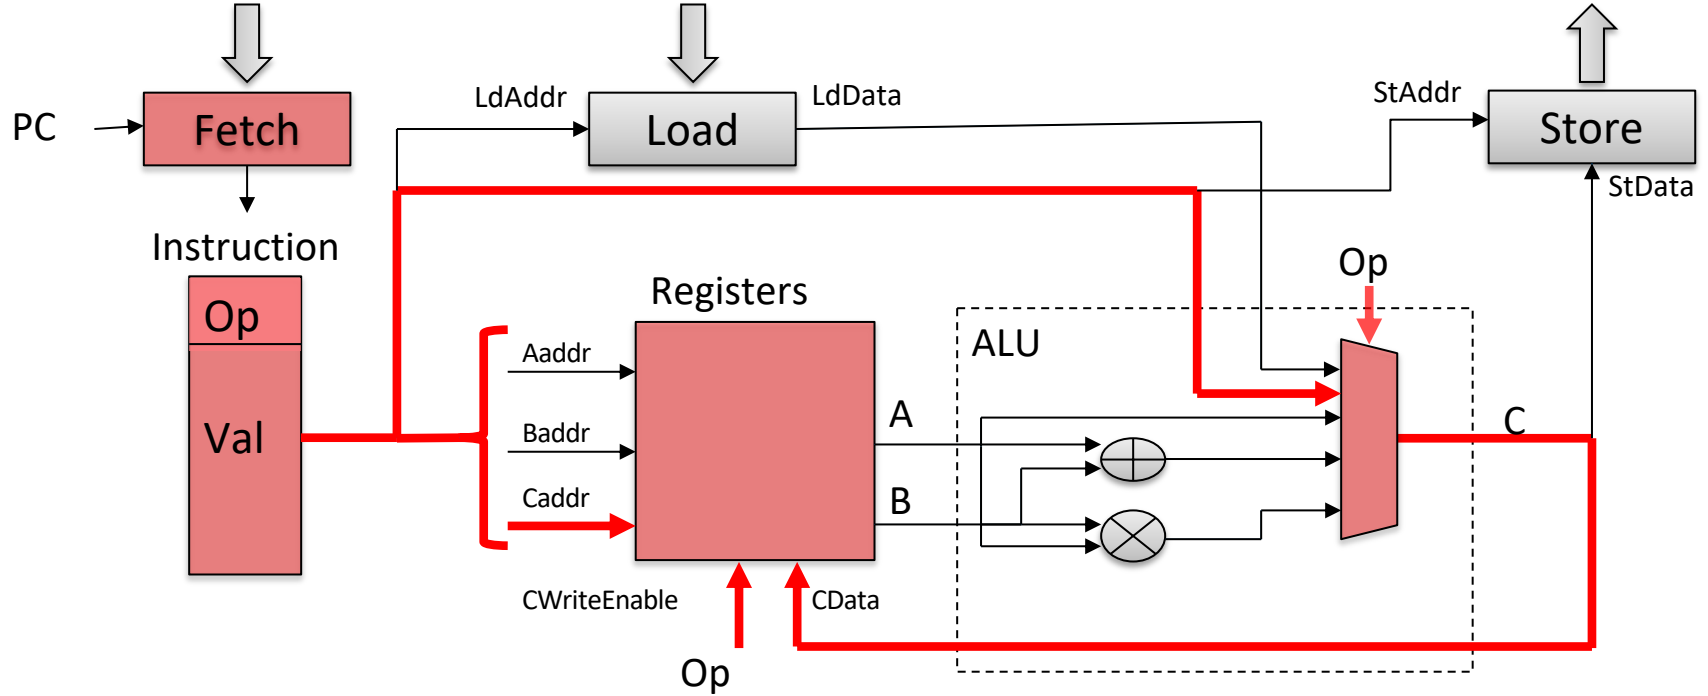 LdAddr
LdData
StAddr
PC
Fetch
Load
Store
StData
Instruction
Op
Registers
Op
Val
Aaddr
ALU
A
C
Baddr
B
Caddr
CWriteEnable
CData
Op